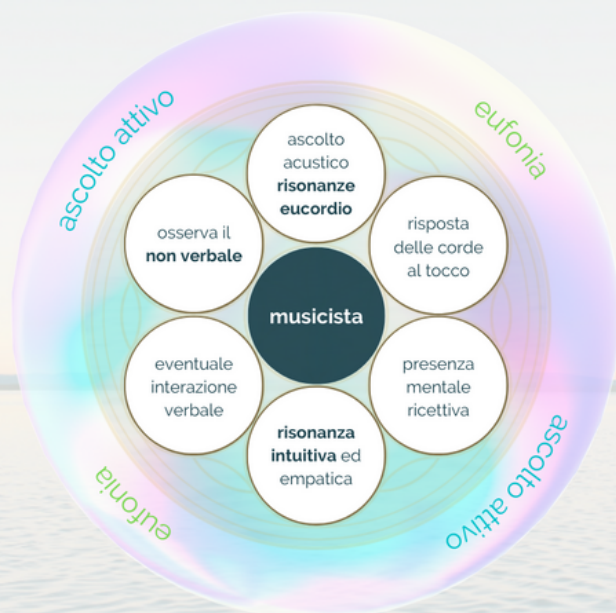 ascolto attivo
eufonia
ascolto
acustico
risonanze
eucordio
osserva il
non verbale
risposta
delle corde
al tocco
musicista
eventuale
interazione
verbale
presenza
mentale
ricettiva
risonanza
intuitiva ed
empatica
eufonia
ascolto attivo